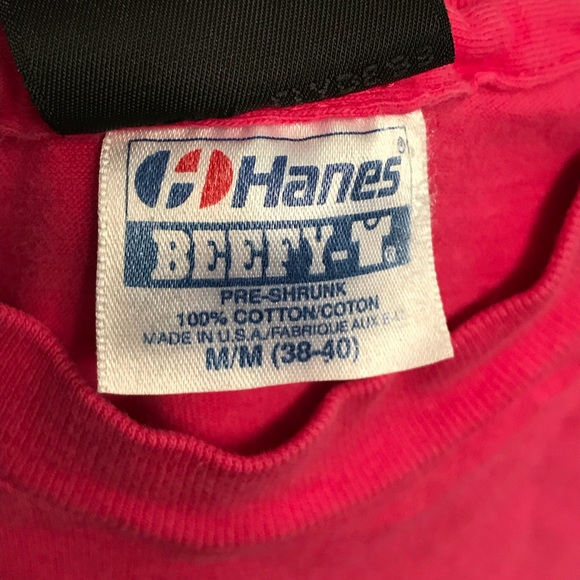 Hanes®
BEEFY-T®
PRE-SHRUNK
100% COTTON/COTON
MADE IN U.S.A./FABRIQUE AUX
M/M (38-40)